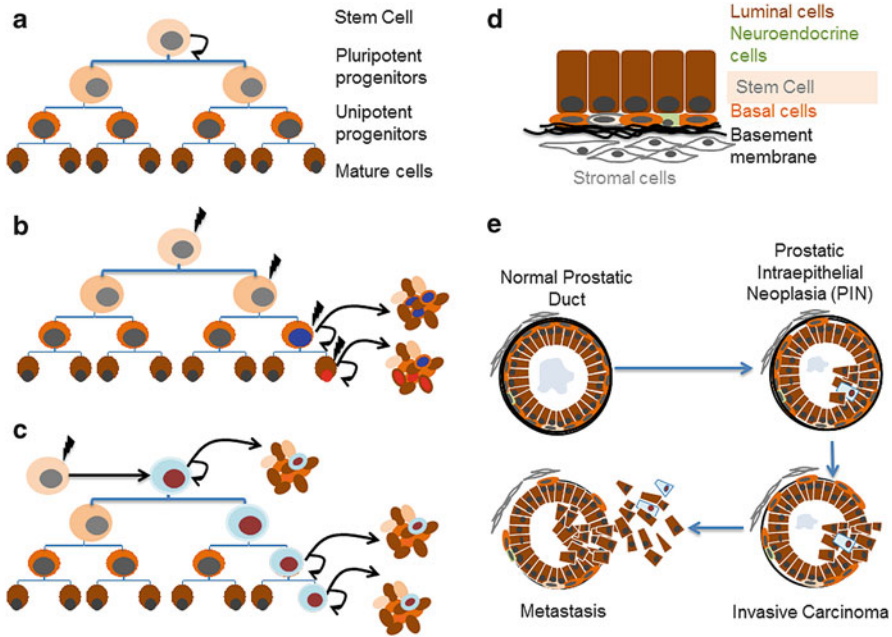 a
Stem Cell
Pluripotent
progenitors
Unipotent
progenitors
Mature cells
b
c
d
Luminal cells
Neuroendocrine
cells
Stem Cell
Basal cells
Basement
membrane
Stromal cells
e
Normal Prostatic
Duct
Prostatic
Intraepithelial
Neoplasia (PIN)
Metastasis
Invasive Carcinoma